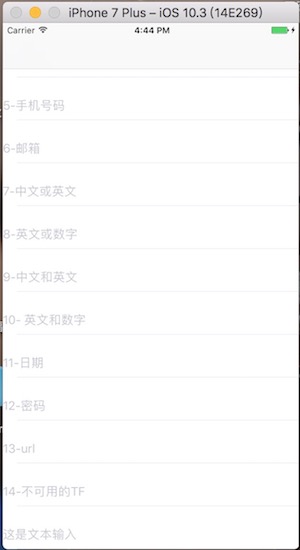 iPhone 7 Plus – iOS 10.3 (14E269)
Carrier 4:44 PM
5-手机号码
6-邮箱
7-中文或英文
8-英文或数字
9-中文和英文
10- 英文和数字
11-日期
12-密码
13-url
14-不可用的TF
这是文本输入